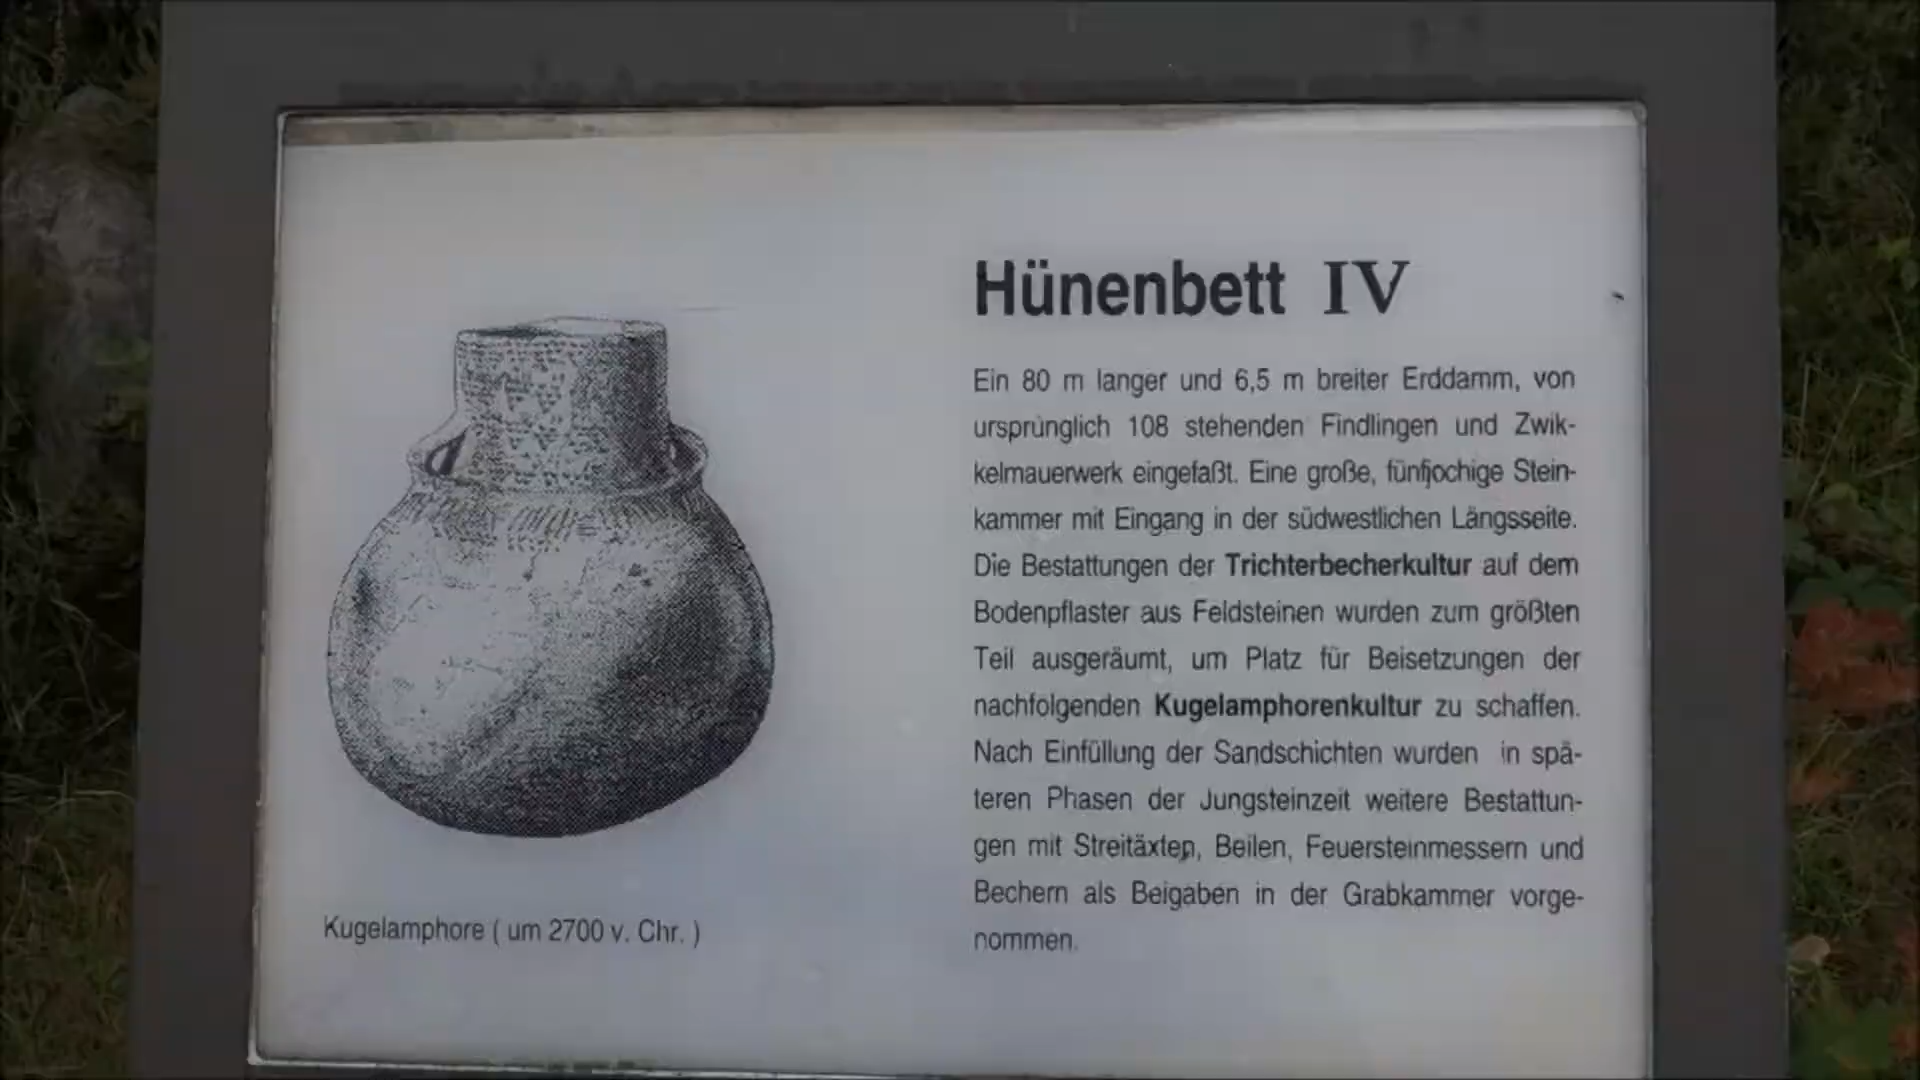 Hünenbett IV
Ein 80 m langer und 6,5 m breiter Erddamm, von
ursprünglich 108 stehenden Findlingen und Zwik-
kelmauerwerk eingefaßt. Eine große, fünfjochige Stein-
kammer mit Eingang in der südwestlichen Längsseite.
Die Bestattungen der Trichterbecherkultur auf dem
Bodenpflaster aus Feldsteinen wurden zum größten
Teil ausgeräumt, um Platz für Beisetzungen der
nachfolgenden Kugelamphorenkultur zu schaffen.
Nach Einfüllung der Sandschichten wurden in spä-
teren Phasen der Jungsteinzeit weitere Bestattun-
gen mit Streitäxten, Beilen, Feuersteinmessern und
Bechern als Beigaben in der Grabkammer vorge-
nommen.
Kugelamphore ( um 2700 v. Chr. )